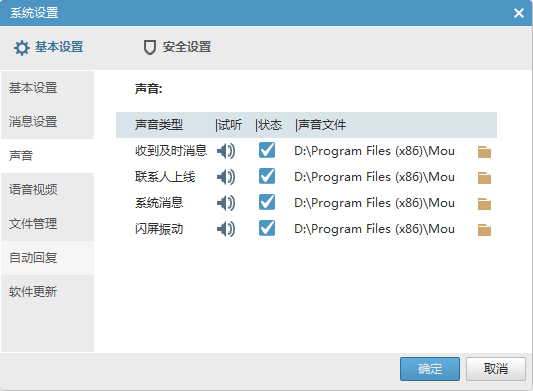 系统设置
基本设置 安全设置
基本设置
消息设置
声音
语音视频
文件管理
自动回复
软件更新
声音:
声音类型 |试听 |状态 |声音文件
收到及时消息 D:\Program Files (x86)\Mou
联系人上线 D:\Program Files (x86)\Mou
系统消息 D:\Program Files (x86)\Mou
闪屏振动 D:\Program Files (x86)\Mou
确定 取消